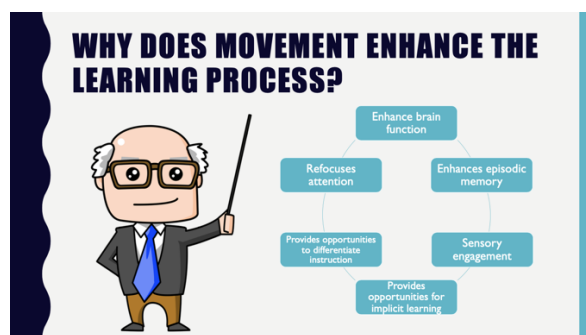 WHY DOES MOVEMENT ENHANCE THE
LEARNING PROCESS?
Enhance brain
function
Enhances episodic
memory
Sensory
engagement
Provides
opportunities for
implicit learning
Provides opportunities
to differentiate
instruction
Refocuses
attention